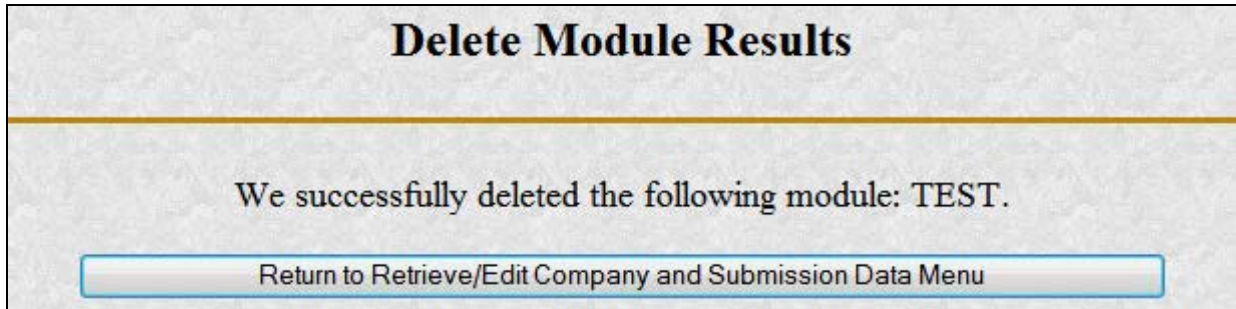 Delete Module Results
We successfully deleted the following module: TEST.
Return to Retrieve/Edit Company and Submission Data Menu